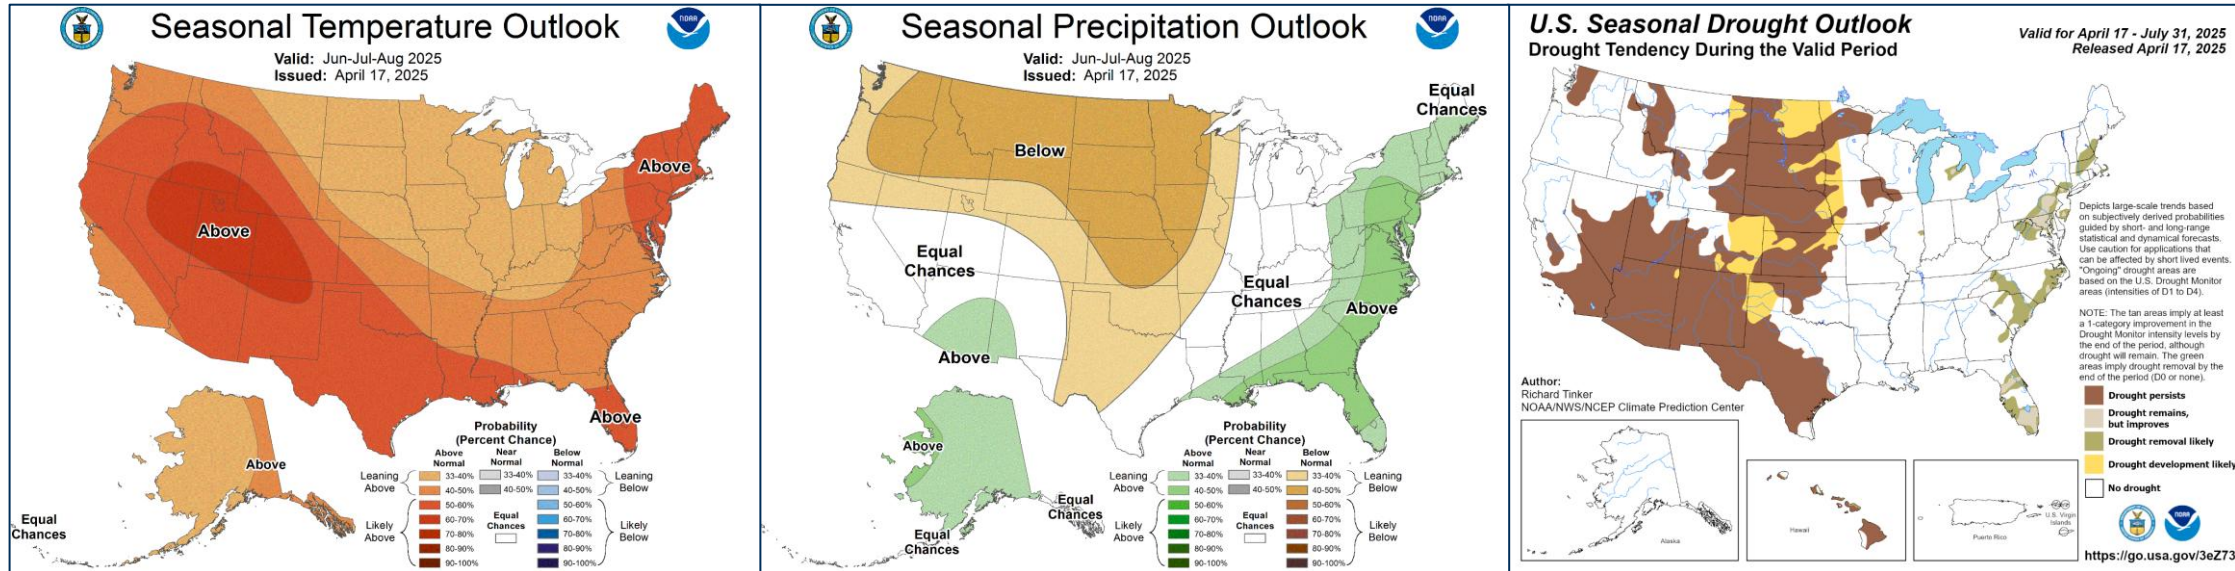 Seasonal Temperature Outlook
NOAA
Valid: Jun-Jul-Aug 2025
Issued: April 17, 2025
Above
Above
Above
Above
Equal
Chances
Probability
(Percent Chance)
Above
Normal
Near
Normal
Below
Normal
Leaning
Above
Likely
Above
33-40%
40-50%
50-60%
60-70%
70-80%
80-90%
90-100%
33-40%
40-50%
Equal
Chances
33-40%
40-50%
50-60%
60-70%
70-80%
80-90%
90-100%
Leaning
Below
Likely
Below
Seasonal Precipitation Outlook
NOAA
Valid: Jun-Jul-Aug 2025
Issued: April 17, 2025
Equal
Chances
Below
Equal
Chances
Equal
Chances
Above
Above
Above
Equal
Chances
Equal
Chances
Probability
(Percent Chance)
Above
Normal
Near
Normal
Below
Normal
Leaning
Above
Likely
Above
33-40%
40-50%
50-60%
60-70%
70-80%
80-90%
90-100%
33-40%
40-50%
Equal
Chances
33-40%
40-50%
50-60%
60-70%
70-80%
80-90%
90-100%
Leaning
Below
Likely
Below
U.S. Seasonal Drought Outlook
Drought Tendency During the Valid Period
Valid for April 17 - July 31, 2025
Released April 17, 2025
Depicts large-scale trends based
on subjectively derived probabilities
guided by short- and long-range
statistical and dynamical forecasts.
Use caution for applications that
can be affected by short lived events.
"Ongoing" drought areas are
based on the U.S. Drought Monitor
areas (intensities of D1 to D4).
NOTE: The tan areas imply at least
a 1-category improvement in the
Drought Monitor intensity levels by
the end of the period, although
drought will remain. The green
areas imply drought removal by the
end of the period (D0 or none).
Author:
Richard Tinker
NOAA/NWS/NCEP Climate Prediction Center
Drought persists
Drought remains,
but improves
Drought removal likely
Drought development likely
No drought
Alaska
Hawaii
Puerto Rico
U.S. Virgin
Islands
NOAA
https://go.usa.gov/3eZ73